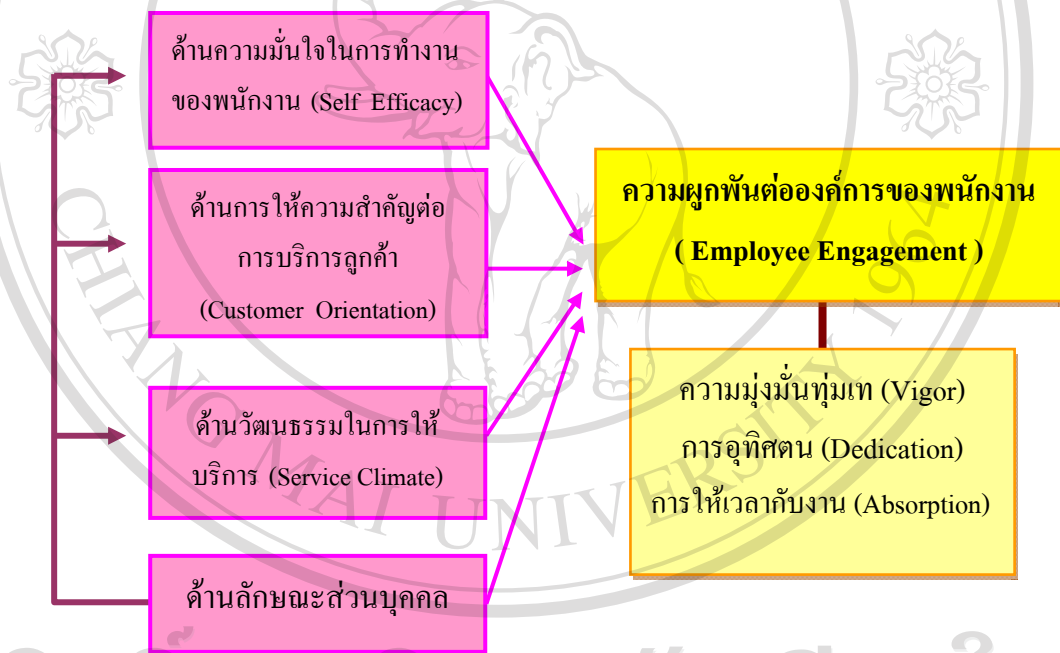 ด้านความมั่นใจในการทำงาน
ของพนักงาน (Self Efficacy)
ด้านการให้ความสำคัญต่อ
การบริการลูกค้า
(Customer Orientation)
ด้านวัฒนธรรมในการให้
บริการ (Service Climate)
ด้านลักษณะส่วนบุคคล
ความผูกพันต่อองค์การของพนักงาน
( Employee Engagement )
ความมุ่งมั่นทุ่มเท (Vigor)
การอุทิศตน (Dedication)
การให้เวลากับงาน (Absorption)
CHIANG MAI UNIVERSITY 1964